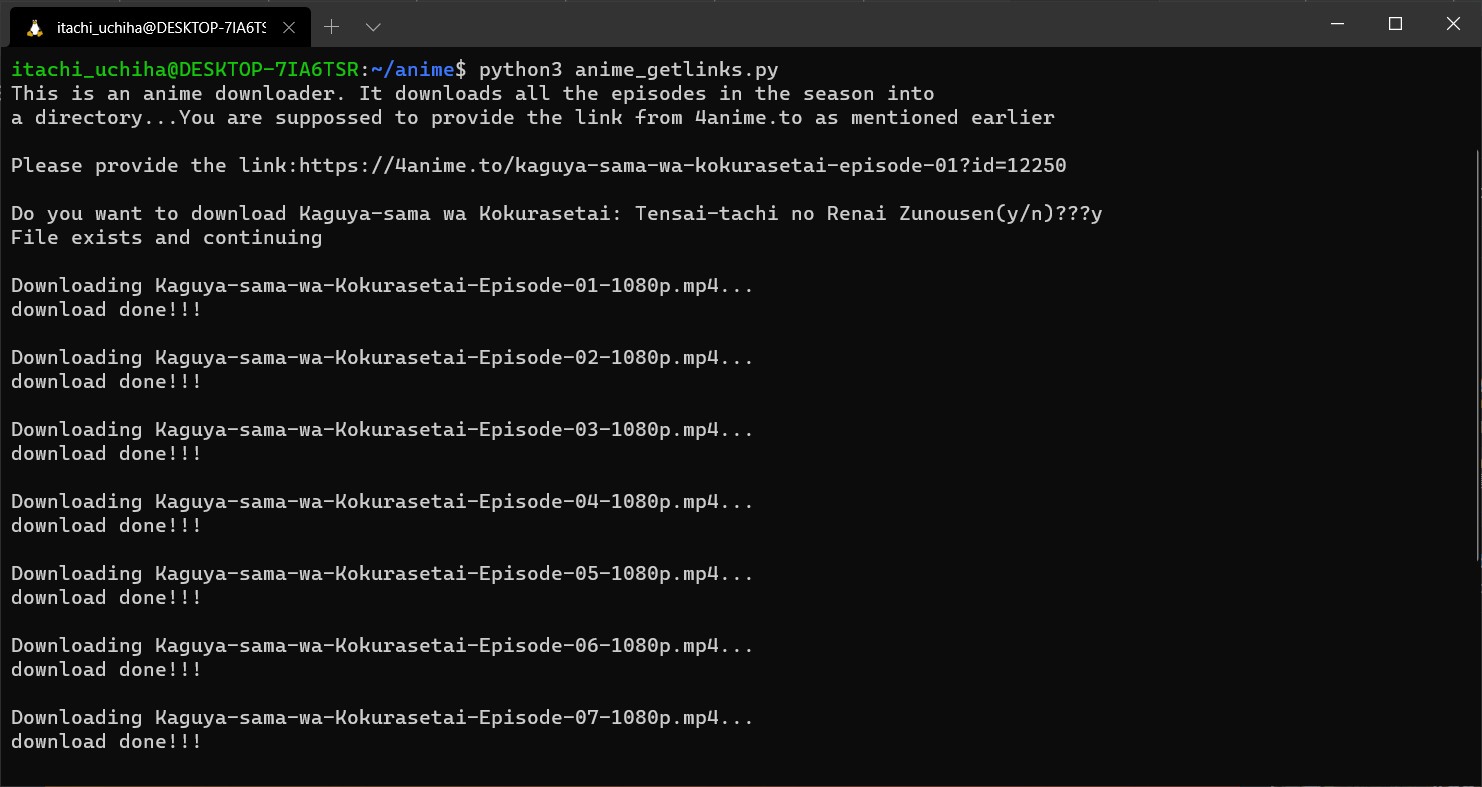 itachi_uchiha@DESKTOP-7IA6TS
itachi_uchiha@DESKTOP-7IA6TSR:~/anime$ python3 anime_getlinks.py
This is an anime downloader. It downloads all the episodes in the season into
a directory...You are suppossed to provide the link from 4anime.to as mentioned earlier
Please provide the link:https://4anime.to/kaguya-sama-wa-kokurasetai-episode-01?id=12250
Do you want to download Kaguya-sama wa Kokurasetai: Tensai-tachi no Renai Zunousen(y/n)???y
File exists and continuing
Downloading Kaguya-sama-wa-Kokurasetai-Episode-01-1080p.mp4...
download done!!!
Downloading Kaguya-sama-wa-Kokurasetai-Episode-02-1080p.mp4...
download done!!!
Downloading Kaguya-sama-wa-Kokurasetai-Episode-03-1080p.mp4...
download done!!!
Downloading Kaguya-sama-wa-Kokurasetai-Episode-04-1080p.mp4...
download done!!!
Downloading Kaguya-sama-wa-Kokurasetai-Episode-05-1080p.mp4...
download done!!!
Downloading Kaguya-sama-wa-Kokurasetai-Episode-06-1080p.mp4...
download done!!!
Downloading Kaguya-sama-wa-Kokurasetai-Episode-07-1080p.mp4...
download done!!!